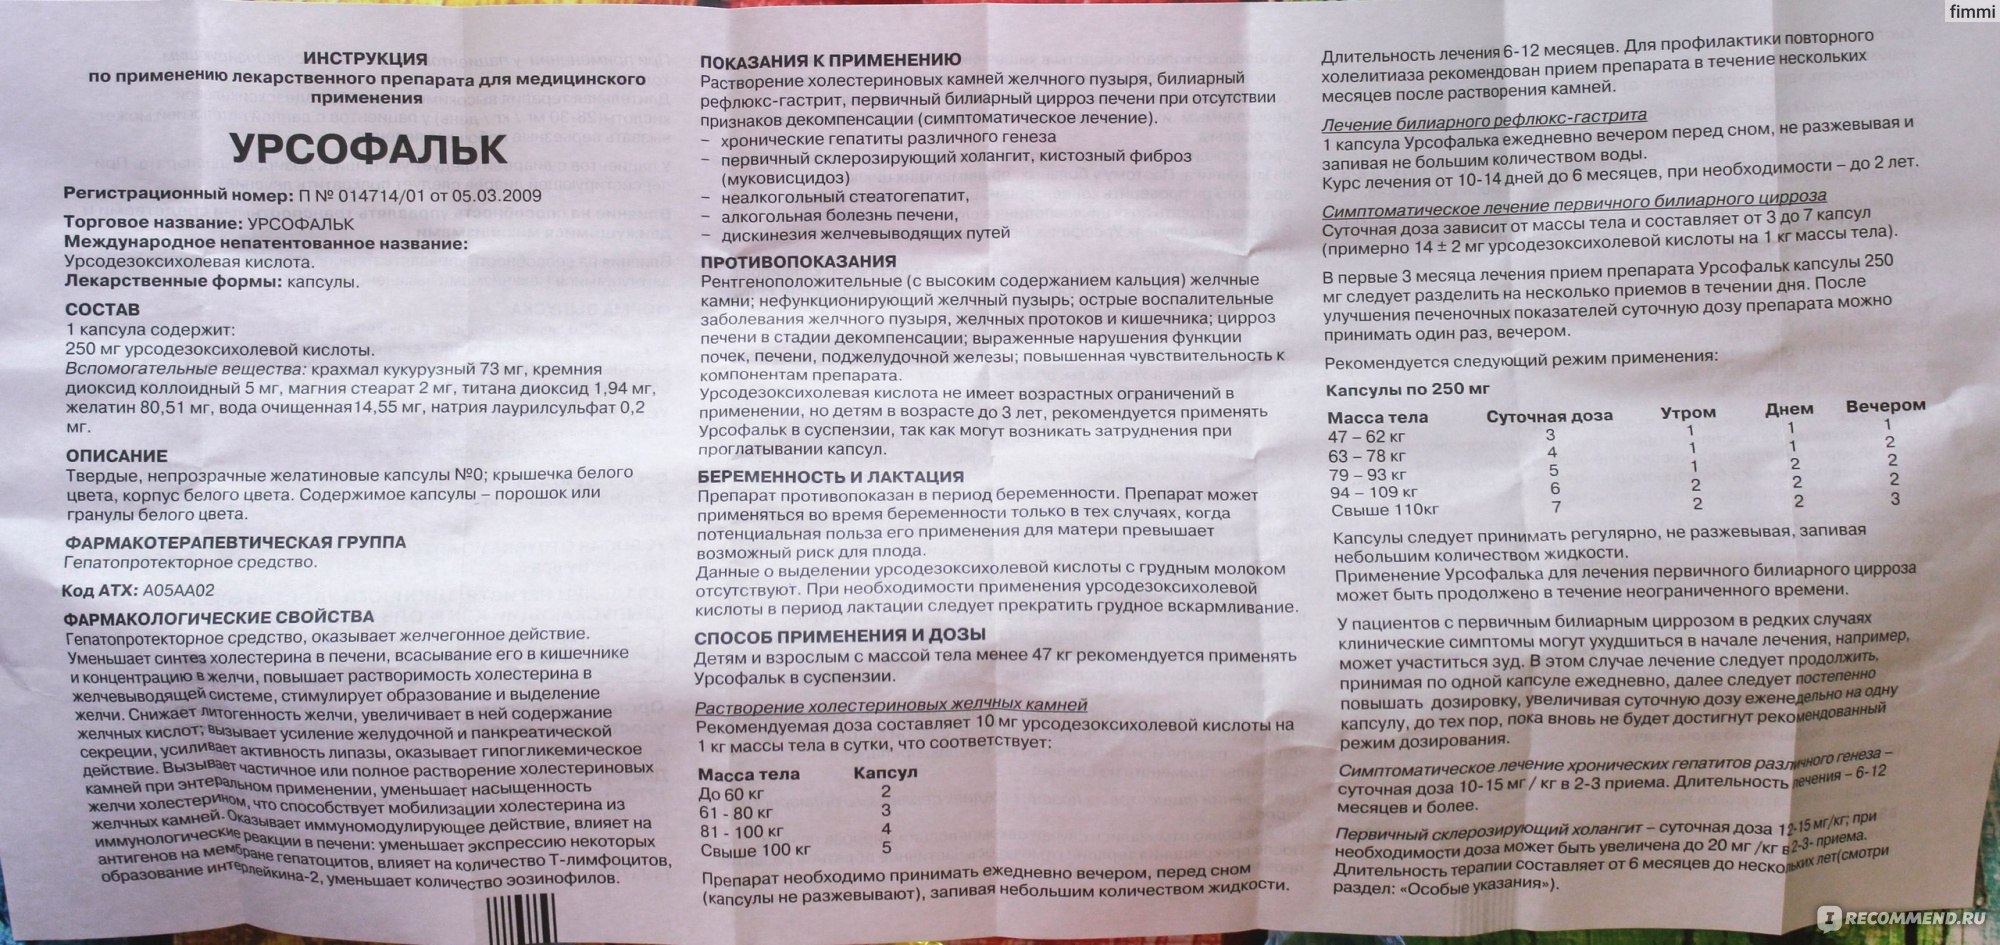 fimmi
ИНСТРУКЦИЯ
по применению лекарственного препарата для медицинского
применения
УРСОФАЛЬК
Регистрационный номер: П № 014714/01 от 05.03.2009
Торговое название: УРСОФАЛЬК
Международное непатентованное название:
Урсодезоксихолевая кислота.
Лекарственные формы: капсулы.
СОСТАВ
1 капсула содержит:
250 мг урсодезоксихолевой кислоты.
Вспомогательные вещества: крахмал кукурузный 73 мг, кремния
диоксид коллоидный 5 мг, магния стеарат 2 мг, титана диоксид 1,94 мг,
желатин 80,51 мг, вода очищенная14,55 мг, натрия лаурилсульфат 0,2
мг.
ОПИСАНИЕ
Твердые, непрозрачные желатиновые капсулы №0; крышечка белого
цвета, корпус белого цвета. Содержимое капсулы – порошок или
гранулы белого цвета.
ФАРМАКОТЕРАПЕВТИЧЕСКАЯ ГРУППА
Гепатопротекторное средство.
Код АТХ: A05AA02
ФАРМАКОЛОГИЧЕСКИЕ СВОЙСТВА
Гепатопротекторное средство, оказывает желчегонное действие.
Уменьшает синтез холестерина в печени, всасывание его в кишечнике
и концентрацию в желчи, повышает растворимость холестерина в
желчевыводящей системе, стимулирует образование и выделение
желчи. Снижает литогенность желчи, увеличивает в ней содержание
желчных кислот; вызывает усиление желудочной и панкреатической
секреции, усиливает активность липазы, оказывает гипогликемическое
действие. Вызывает частичное или полное растворение холестериновых
камней при энтеральном применении, уменьшает насыщенность
желчи холестерином, что способствует мобилизации холестерина из
желчных камней. Оказывает иммуномодулирующее действие, влияет на
иммунологические реакции в печени: уменьшает экспрессию некоторых
антигенов на мембране гепатоцитов, влияет на количество Т-лимфоцитов,
образование интерлейкина-2, уменьшает количество эозинофилов.
ПОКАЗАНИЯ К ПРИМЕНЕНИЮ
Растворение холестериновых камней желчного пузыря, билиарный
рефлюкс-гастрит, первичный билиарный цирроз печени при отсутствии
признаков декомпенсации (симптоматическое лечение).
– хронические гепатиты различного генеза
– первичный склерозирующий холангит, кистозный фиброз
(муковисцидоз)
– неалкогольный стеатогепатит,
– алкогольная болезнь печени,
– дискинезия желчевыводящих путей
ПРОТИВОПОКАЗАНИЯ
Рентгеноположительные (с высоким содержанием кальция) желчные
камни; нефункционирующий желчный пузырь; острые воспалительные
заболевания желчного пузыря, желчных протоков и кишечника; цирроз
печени в стадии декомпенсации; выраженные нарушения функции
почек, печени, поджелудочной железы; повышенная чувствительность к
компонентам препарата.
Урсодезоксихолевая кислота не имеет возрастных ограничений в
применении, но детям в возрасте до 3 лет, рекомендуется применять
Урсофальк в суспензии, так как могут возникать затруднения при
проглатывании капсул.
БЕРЕМЕННОСТЬ И ЛАКТАЦИЯ
Препарат противопоказан в период беременности. Препарат может
применяться во время беременности только в тех случаях, когда
потенциальная польза его применения для матери превышает
возможный риск для плода.
Данные о выделении урсодезоксихолевой кислоты с грудным молоком
отсутствуют. При необходимости применения урсодезоксихолевой
кислоты в период лактации следует прекратить грудное вскармливание.
СПОСОБ ПРИМЕНЕНИЯ И ДОЗЫ
Детям и взрослым с массой тела менее 47 кг рекомендуется применять
Урсофальк в суспензии.
Растворение холестериновых желчных камней
Рекомендуемая доза составляет 10 мг урсодезоксихолевой кислоты на
1 кг массы тела в сутки, что соответствует:
Масса тела Капсул
До 60 кг 2
61 - 80 кг 3
81 - 100 кг 4
Свыше 100 кг 5
Препарат необходимо принимать ежедневно вечером, перед сном
(капсулы не разжевывают), запивая небольшим количеством жидкости.
Длительность лечения 6-12 месяцев. Для профилактики повторного
холелитиаза рекомендован прием препарата в течение нескольких
месяцев после растворения камней.
Лечение билиарного рефлюкс-гастрита
1 капсула Урсофалька ежедневно вечером перед сном, не разжевывая и
запивая не большим количеством воды.
Курс лечения от 10-14 дней до 6 месяцев, при необходимости – до 2 лет.
Симптоматическое лечение первичного билиарного цирроза
Суточная доза зависит от массы тела и составляет от 3 до 7 капсул
(примерно 14 ± 2 мг урсодезоксихолевой кислоты на 1 кг массы тела).
В первые 3 месяца лечения прием препарата Урсофальк капсулы 250
мг следует разделить на несколько приемов в течении дня. После
улучшения печеночных показателей суточную дозу препарата можно
принимать один раз, вечером.
Рекомендуется следующий режим применения:
Капсулы по 250 мг
Масса тела Суточная доза Утром Днем Вечером
47 – 62 кг 3 1 1 1
63 – 78 кг 4 1 1 2
79 – 93 кг 5 1 2 2
94 – 109 кг 6 2 2 2
Свыше 110кг 7 2 2 3
Капсулы следует принимать регулярно, не разжевывая, запивая
небольшим количеством жидкости.
Применение Урсофалька для лечения первичного билиарного цирроза
может быть продолжено в течение неограниченного времени.
У пациентов с первичным билиарным циррозом в редких случаях
клинические симптомы могут ухудшиться в начале лечения, например,
может участиться зуд. В этом случае лечение следует продолжить,
принимая по одной капсуле ежедневно, далее следует постепенно
повышать дозировку, увеличивая суточную дозу еженедельно на одну
капсулу, до тех пор, пока вновь не будет достигнут рекомендованный
режим дозирования.
Симптоматическое лечение хронических гепатитов различного генеза –
суточная доза 10-15 мг / кг в 2-3 приема. Длительность лечения – 6-12
месяцев и более.
Первичный склерозирующий холангит – суточная доза 12-15 мг/кг; при
необходимости доза может быть увеличена до 20 мг /кг в 2-3- приема.
Длительность терапии составляет от 6 месяцев до нескольких лет(смотри
раздел: «Особые указания»).
IRECOMMEND.RU